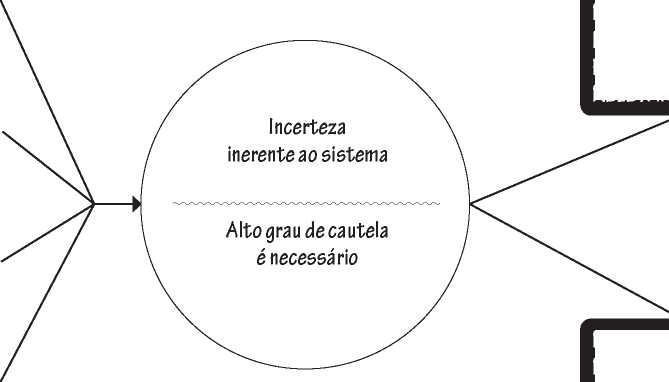 Incerteza
inerente ao sistema
Alto grau de cautela
é necessário